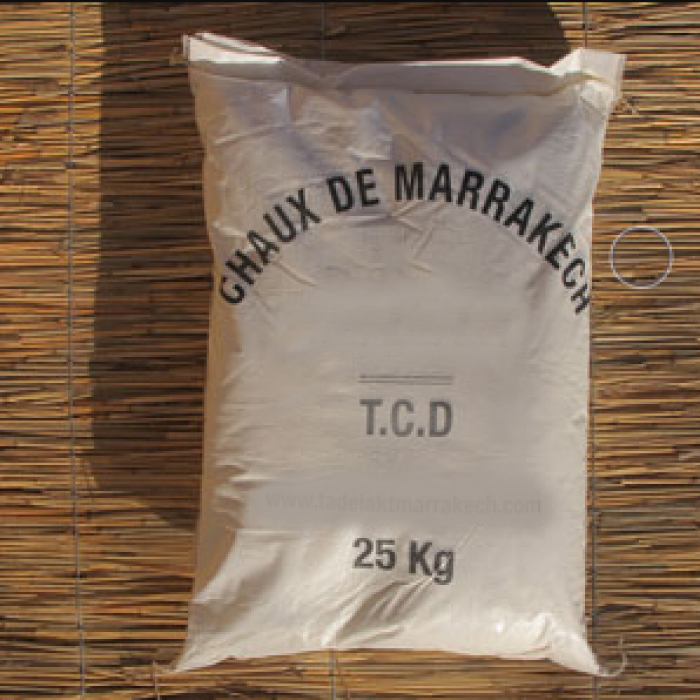 CHAUX DE MARRAKECH
T.C.D
www.tadelaktmarrakech.com
25 Kg